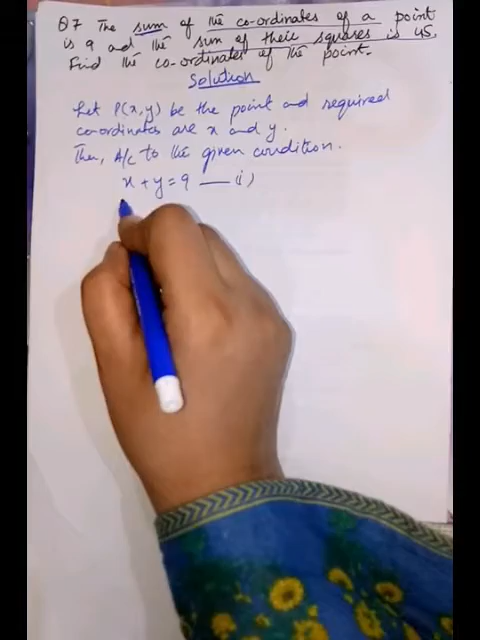 Q7 The sum of the co-ordinates of a point
is 9 and the sum of their squares is 45.
Find the co-ordinates of the point.
Solution
Let P(x,y) be the point and required
co-ordinates are x and y.
Then, A/c to the given condition.
x + y = 9 — (i)